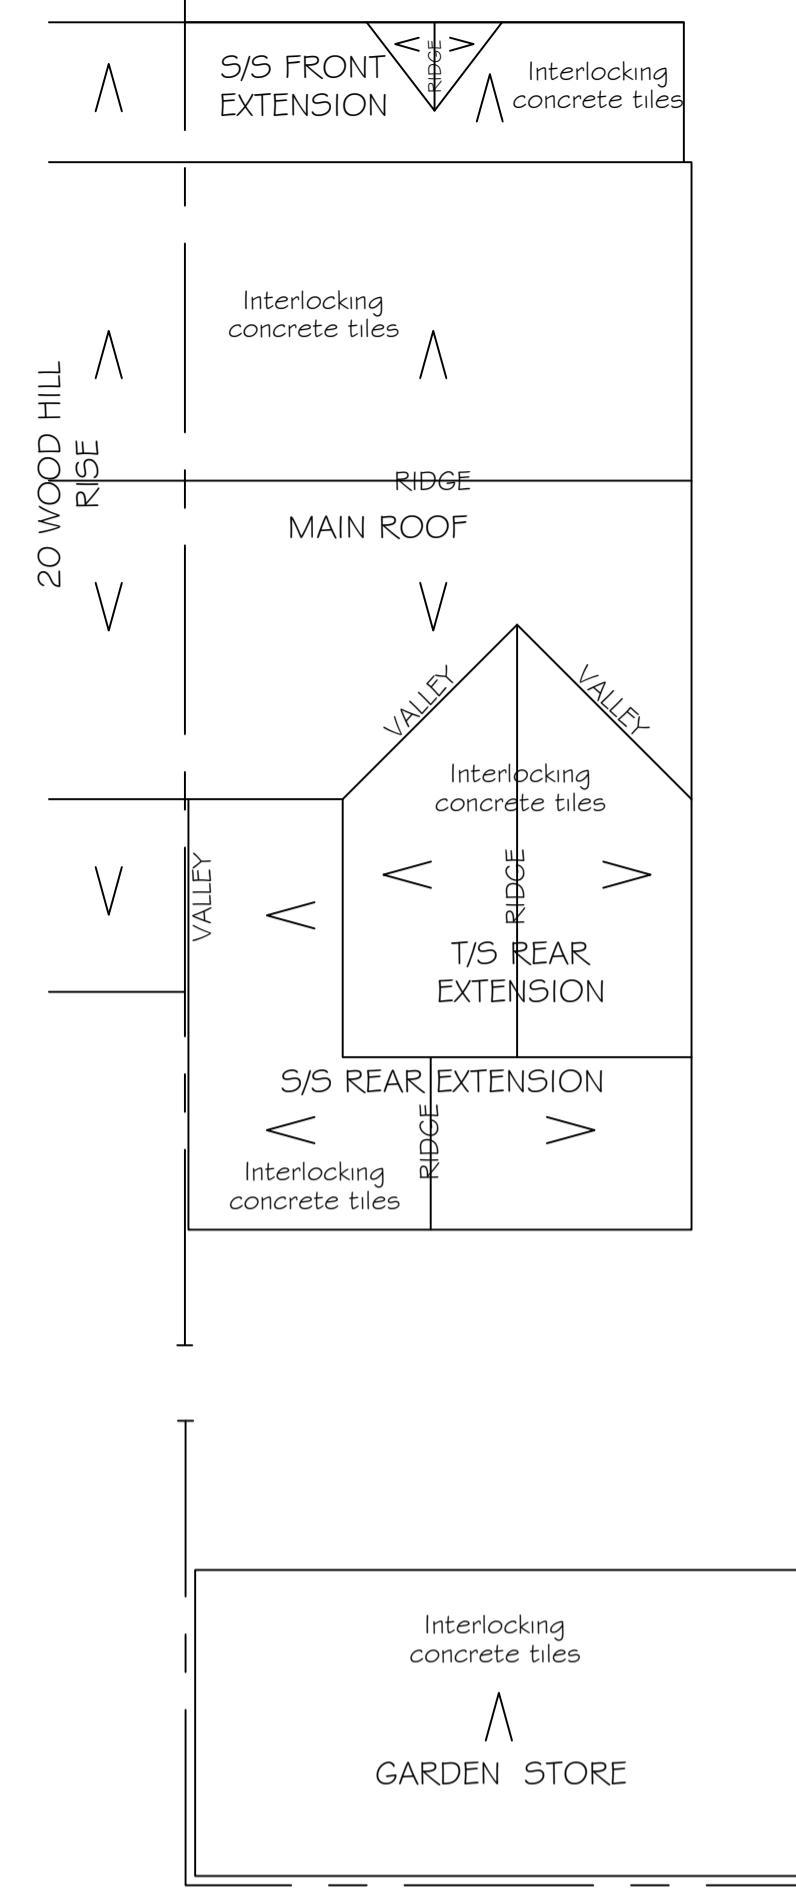 S/S FRONT
EXTENSION
RIDGE
Interlocking
concrete tiles
Interlocking
concrete tiles
20 WOOD HILL
RISE
RIDGE
MAIN ROOF
VALLEY
VALLEY
Interlocking
concrete tiles
VALLEY
RIDGE
T/S REAR
EXTENSION
S/S REAR EXTENSION
RIDGE
Interlocking
concrete tiles
Interlocking
concrete tiles
GARDEN STORE